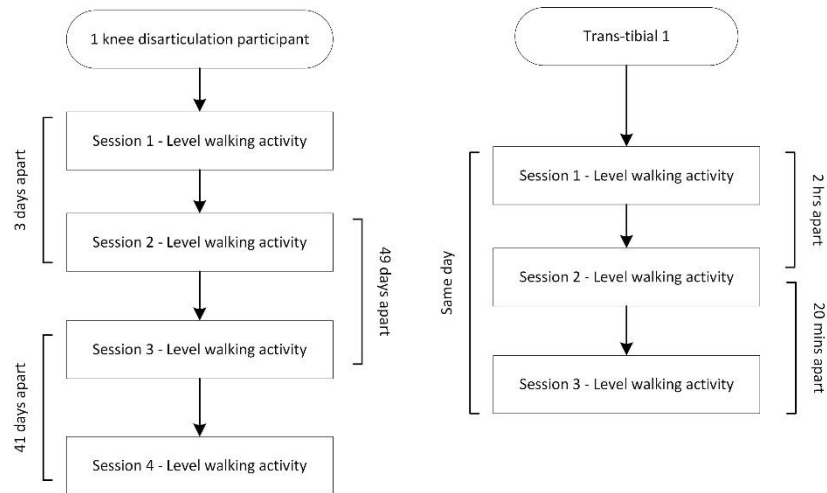 1 knee disarticulation participant
Session 1 - Level walking activity
3 days apart
Session 2 - Level walking activity
49 days apart
Session 3 - Level walking activity
41 days apart
Session 4 - Level walking activity
Trans-tibial 1
Session 1 - Level walking activity
2 hrs apart
Same day
Session 2 - Level walking activity
20 mins apart
Session 3 - Level walking activity